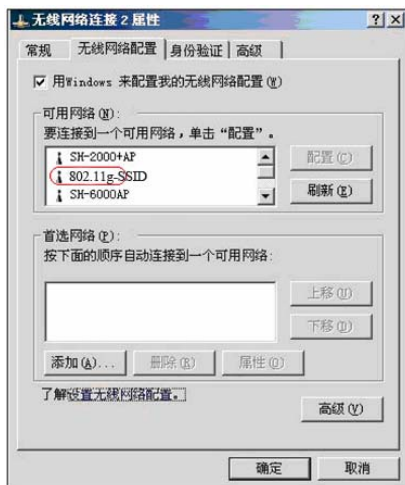 无线网络连接 2 属性
常规 无线网络配置 身份验证 高级
用Windows 来配置我的无线网络配置(W)
可用网络(N):
要连接到一个可用网络，单击“配置”。
SH-2000+AP
802.11g-SSID
SH-6000AP
配置(C)
刷新(E)
首选网络(P):
按下面的顺序自动连接到一个可用网络:
上移(U)
下移(D)
添加(A)... 删除(R) 属性(O)
了解设置无线网络配置。
高级(V)
确定 取消